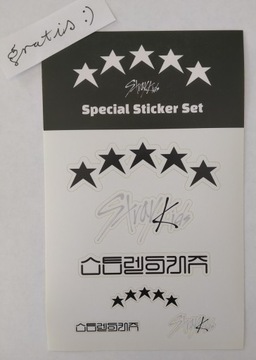 gratis :)
Stray Kids
Special Sticker Set
Stray Kids
스트레이키즈
스트레이키즈
Stray Kids